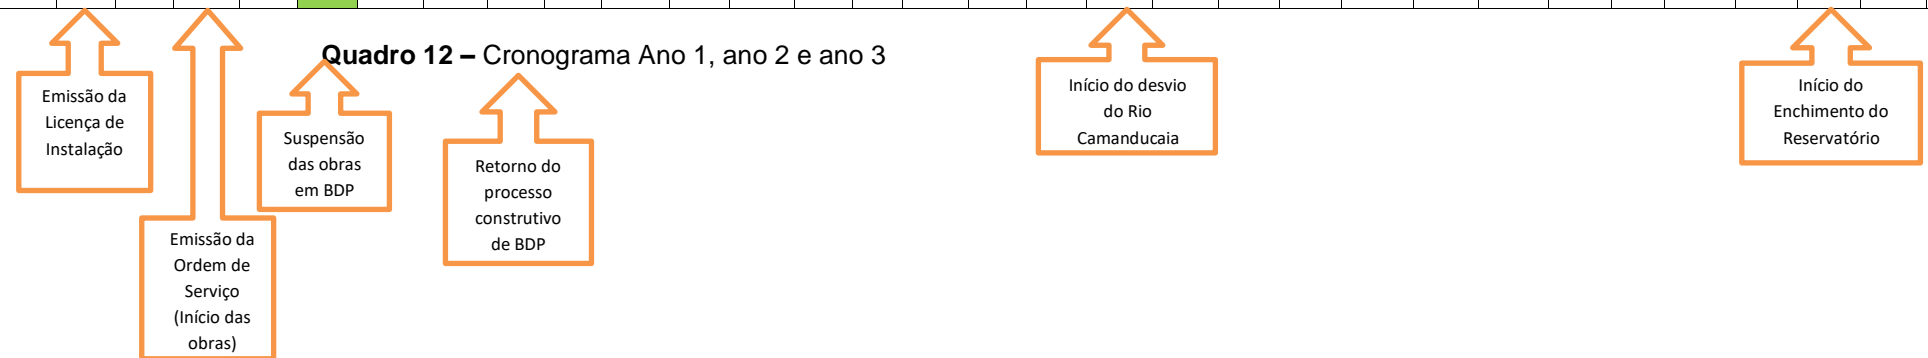 Quadro 12 – Cronograma Ano 1, ano 2 e ano 3
Emissão da
Licença de
Instalação
Emissão da
Ordem de
Serviço
(Início das
obras)
Suspensão
das obras
em BDP
Retorno do
processo
construtivo
de BDP
Início do desvio
do Rio
Camanducaia
Início do
Enchimento do
Reservatório